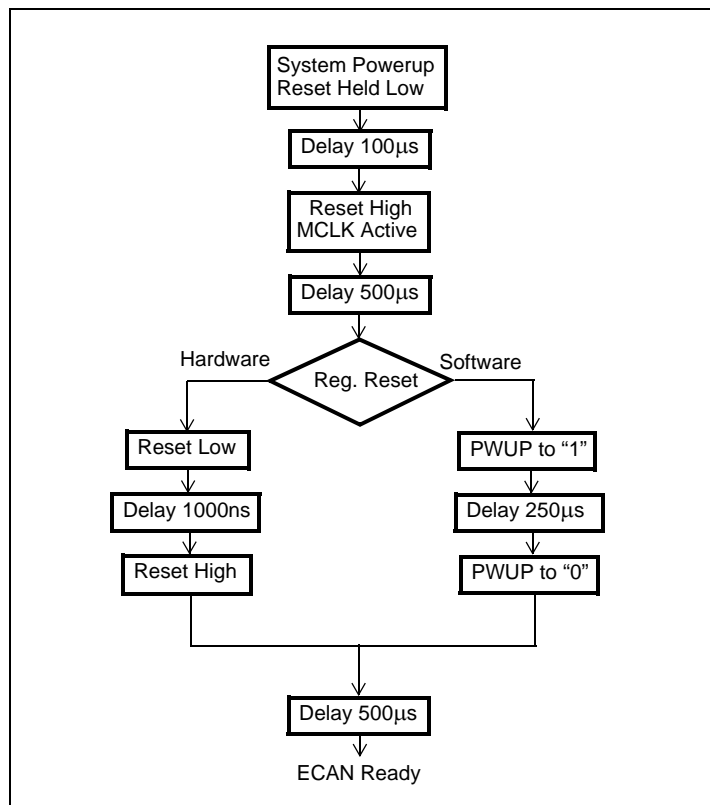 System Powerup
Reset Held Low
Delay 100µs
Reset High
MCLK Active
Delay 500µs
Hardware
Software
Reg. Reset
Reset Low
Delay 1000ns
Reset High
PWUP to “1”
Delay 250µs
PWUP to “0”
Delay 500µs
ECAN Ready